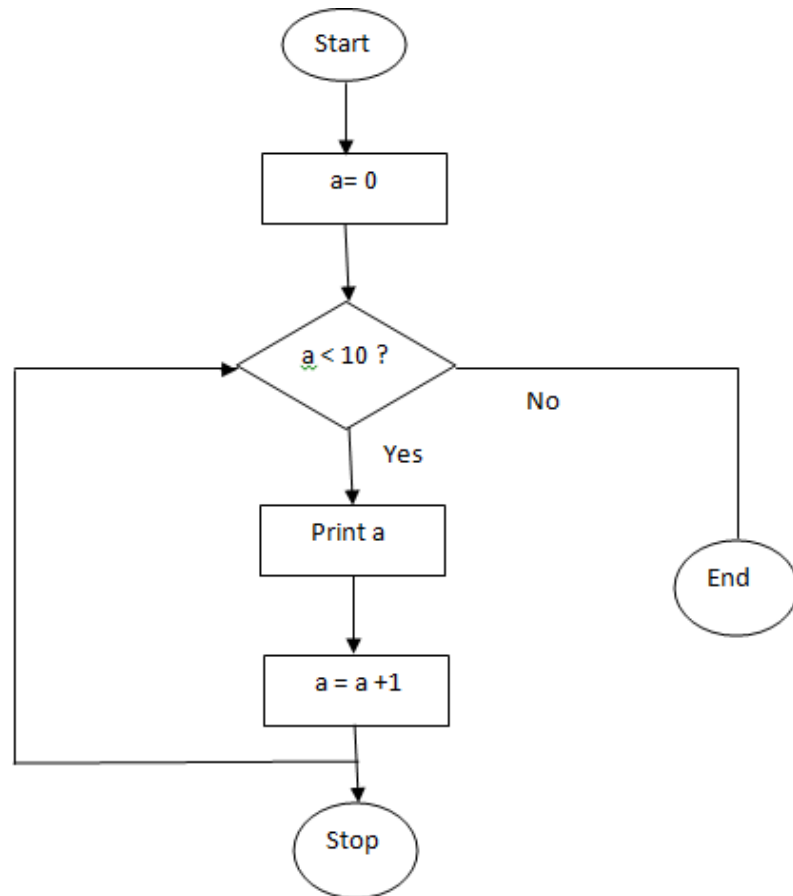 Start
a= 0
a < 10 ?
No
Yes
Print a
End
a = a +1
Stop